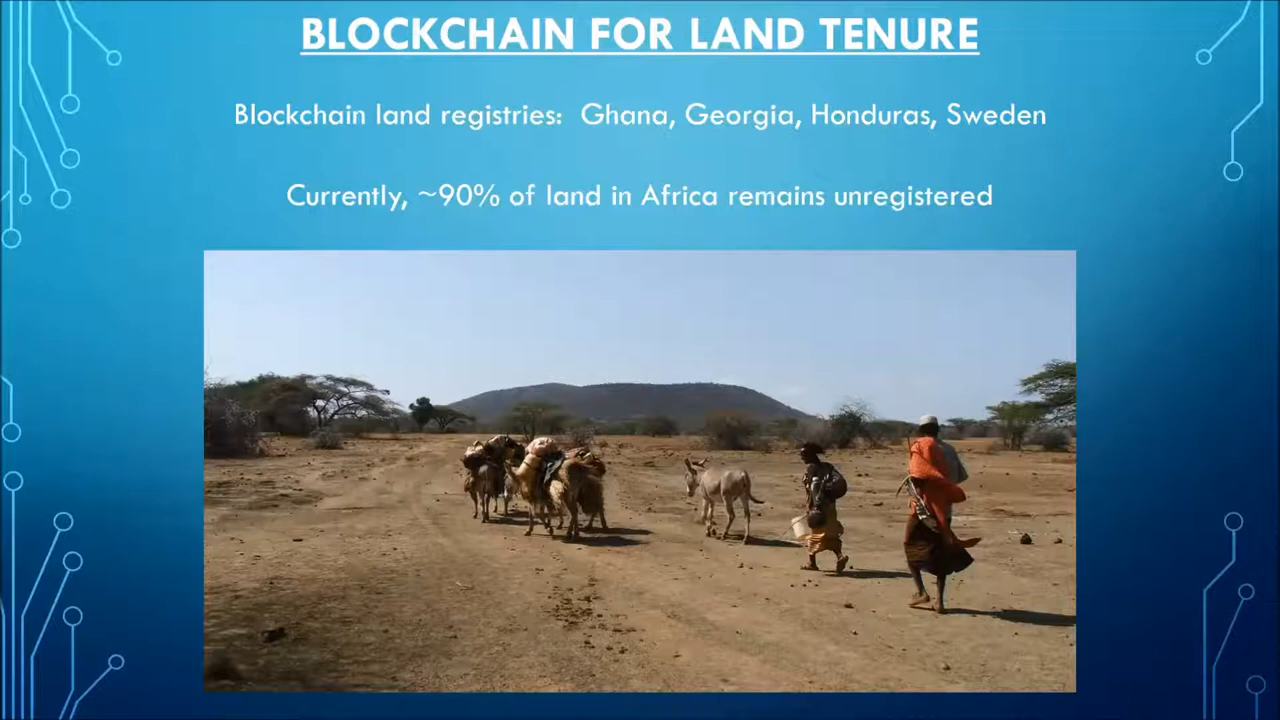 BLOCKCHAIN FOR LAND TENURE
Blockchain land registries: Ghana, Georgia, Honduras, Sweden
Currently, ~90% of land in Africa remains unregistered